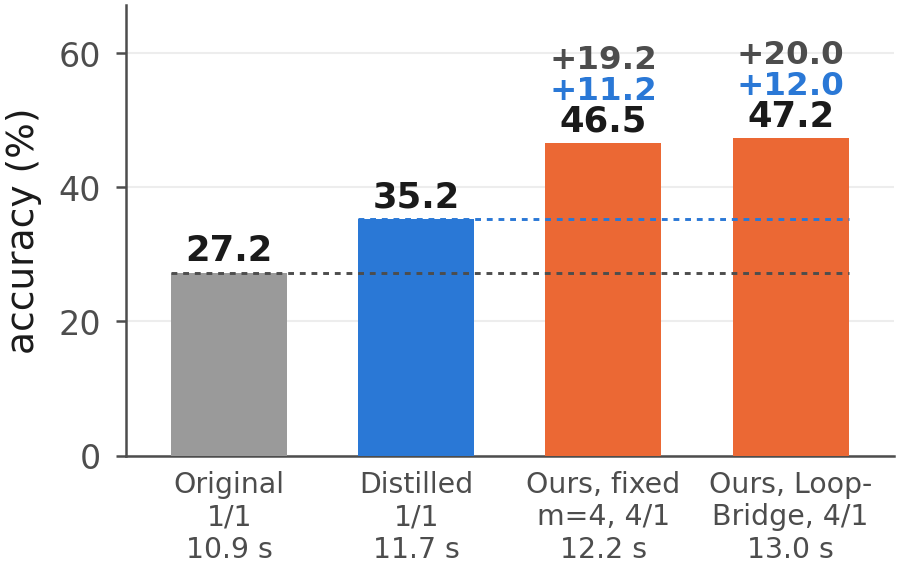 accuracy (%)
60
40
20
0
27.2
35.2
+19.2
+11.2
46.5
+20.0
+12.0
47.2
Original
1/1
10.9 s
Distilled
1/1
11.7 s
Ours, fixed
m=4, 4/1
12.2 s
Ours, Loop-
Bridge, 4/1
13.0 s